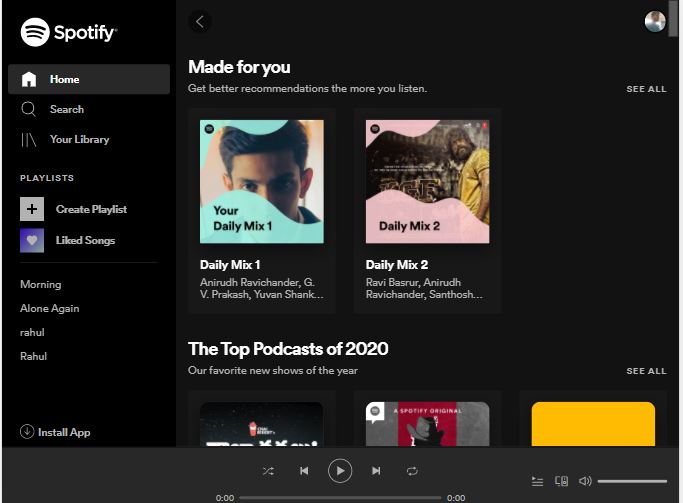 Spotify
Home
Search
Your Library
PLAYLISTS
Create Playlist
Liked Songs
Morning
Alone Again
rahul
Rahul
Install App
Made for you
Get better recommendations the more you listen.
SEE ALL
Your
Daily Mix 1
KGF
Daily Mix 2
Daily Mix 1
Anirudh Ravichander, G.
V. Prakash, Yuvan Shank...
Daily Mix 2
Ravi Basrur, Anirudh
Ravichander, Santhosh...
The Top Podcasts of 2020
Our favorite new shows of the year
SEE ALL
A SPOTIFY ORIGINAL
0:00
0:00